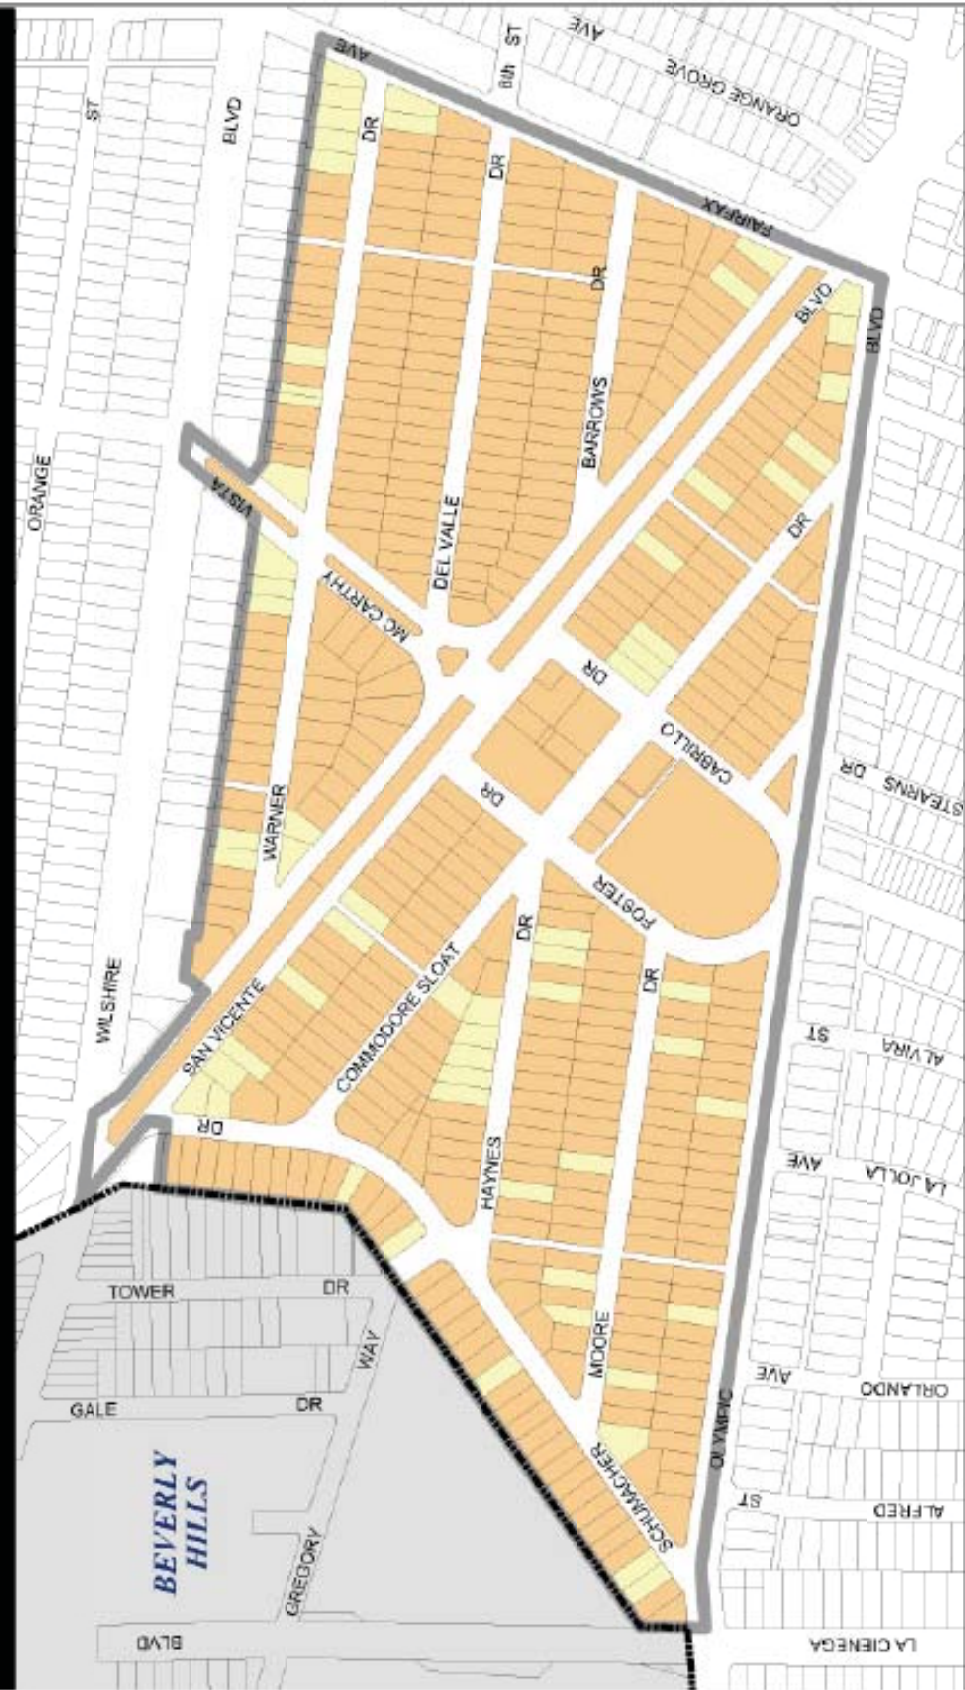 AVE
ST
6th
AVE
ORANGE GROVE
ST
BLVD
DR
DR
FAIRFAX
DR
BLVD
BLVD
BARROWS
ORANGE
VISTA
DEL VALLE
DR
MC CARTHY
DR
CABRILLO
DR
STEARNS
DR
WARNER
FOSTER
DR
DR
WILSHIRE
SAN VICENTE
COMMODORE SLOAT
ST
ALVIRA
DR
HAYNES
AVE
LA JOLLA
TOWER
DR
WAY
MOORE
AVE
ORLANDO
GALE
DR
OLYMPIC
BEVERLY
HILLS
SCHUMACHER
ST
ALFRED
GREGORY
BLVD
LA CIENEGA